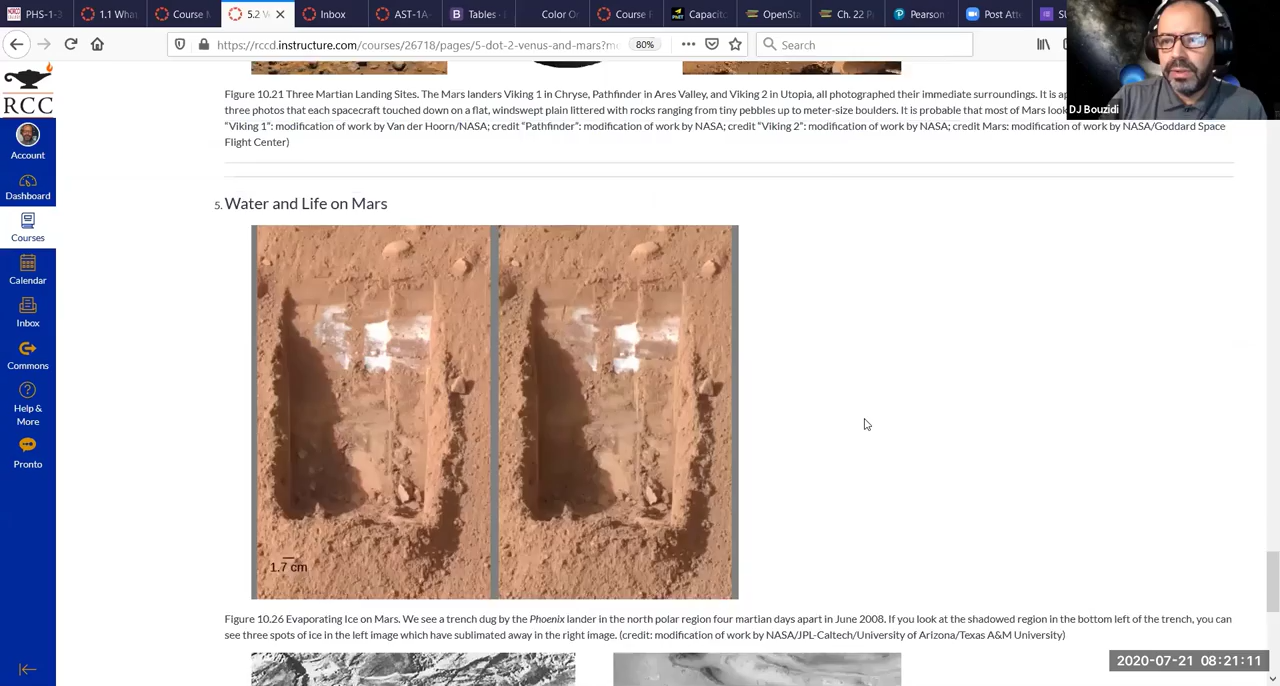 PHS-1-3
1.1 What
Course M
5.2 V
Inbox
AST-1A-
Tables -
Color
Course
Capacit
OpenSta
Ch. 22 P
Pearson
Post Att
https://rccd.instructure.com/courses/26718/pages/5-dot-2-venus-and-mars?m
80%
Search
RCC
Account
Dashboard
Courses
Calendar
Inbox
Commons
Help &
More
Pronto
DJ Bouzidi
Figure 10.21 Three Martian Landing Sites. The Mars landers Viking 1 in Chryse, Pathfinder in Ares Valley, and Viking 2 in Utopia, all photographed their immediate surroundings. It is
three photos that each spacecraft touched down on a flat, windswept plain littered with rocks ranging from tiny pebbles up to meter-size boulders. It is probable that most of Mars
"Viking 1": modification of work by Van der Hoorn/NASA; credit "Pathfinder": modification of work by NASA; credit "Viking 2": modification of work by NASA; credit Mars: modification of work by NASA/Goddard Space
Flight Center)
5. Water and Life on Mars
1.7 cm
Figure 10.26 Evaporating Ice on Mars. We see a trench dug by the Phoenix lander in the north polar region four martian days apart in June 2008. If you look at the shadowed region in the bottom left of the trench, you can
see three spots of ice in the left image which have sublimated away in the right image. (credit: modification of work by NASA/JPL-Caltech/University of Arizona/Texas A&M University)
2020-07-21 08:21:11